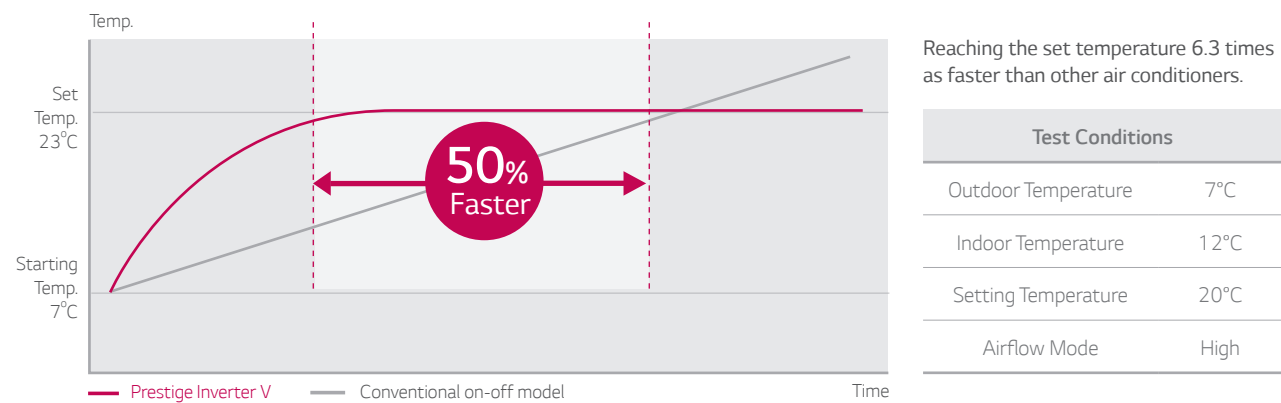 Temp.
Set
Temp.
23°C
50%
Faster
Starting
Temp.
7°C
Prestige Inverter V
Conventional on-off model
Time
Reaching the set temperature 6.3 times
as faster than other air conditioners.
Test Conditions
Outdoor Temperature 7°C
Indoor Temperature 12°C
Setting Temperature 20°C
Airflow Mode High